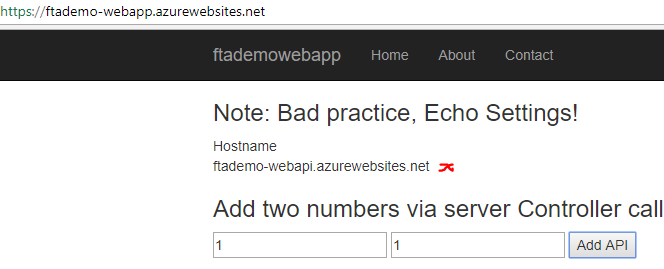 https://ftademo-webapp.azurewebsites.net
ftademowebapp Home About Contact
Note: Bad practice, Echo Settings!
Hostname
ftademo-webapi.azurewebsites.net
Add two numbers via server Controller call
1 1 Add API